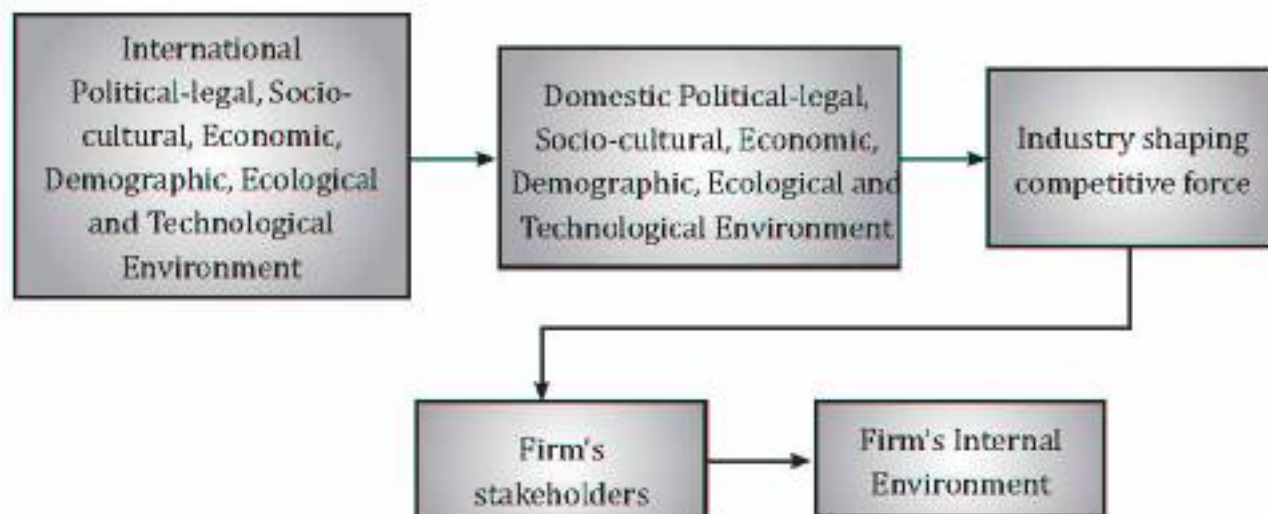 International
Political-legal, Socio-
cultural, Economic,
Demographic, Ecological
and Technological
Environment
Domestic Political-legal,
Socio-cultural, Economic,
Demographic, Ecological and
Technological Environment
Industry shaping
competitive force
Firm's
stakeholders
Firm's Internal
Environment